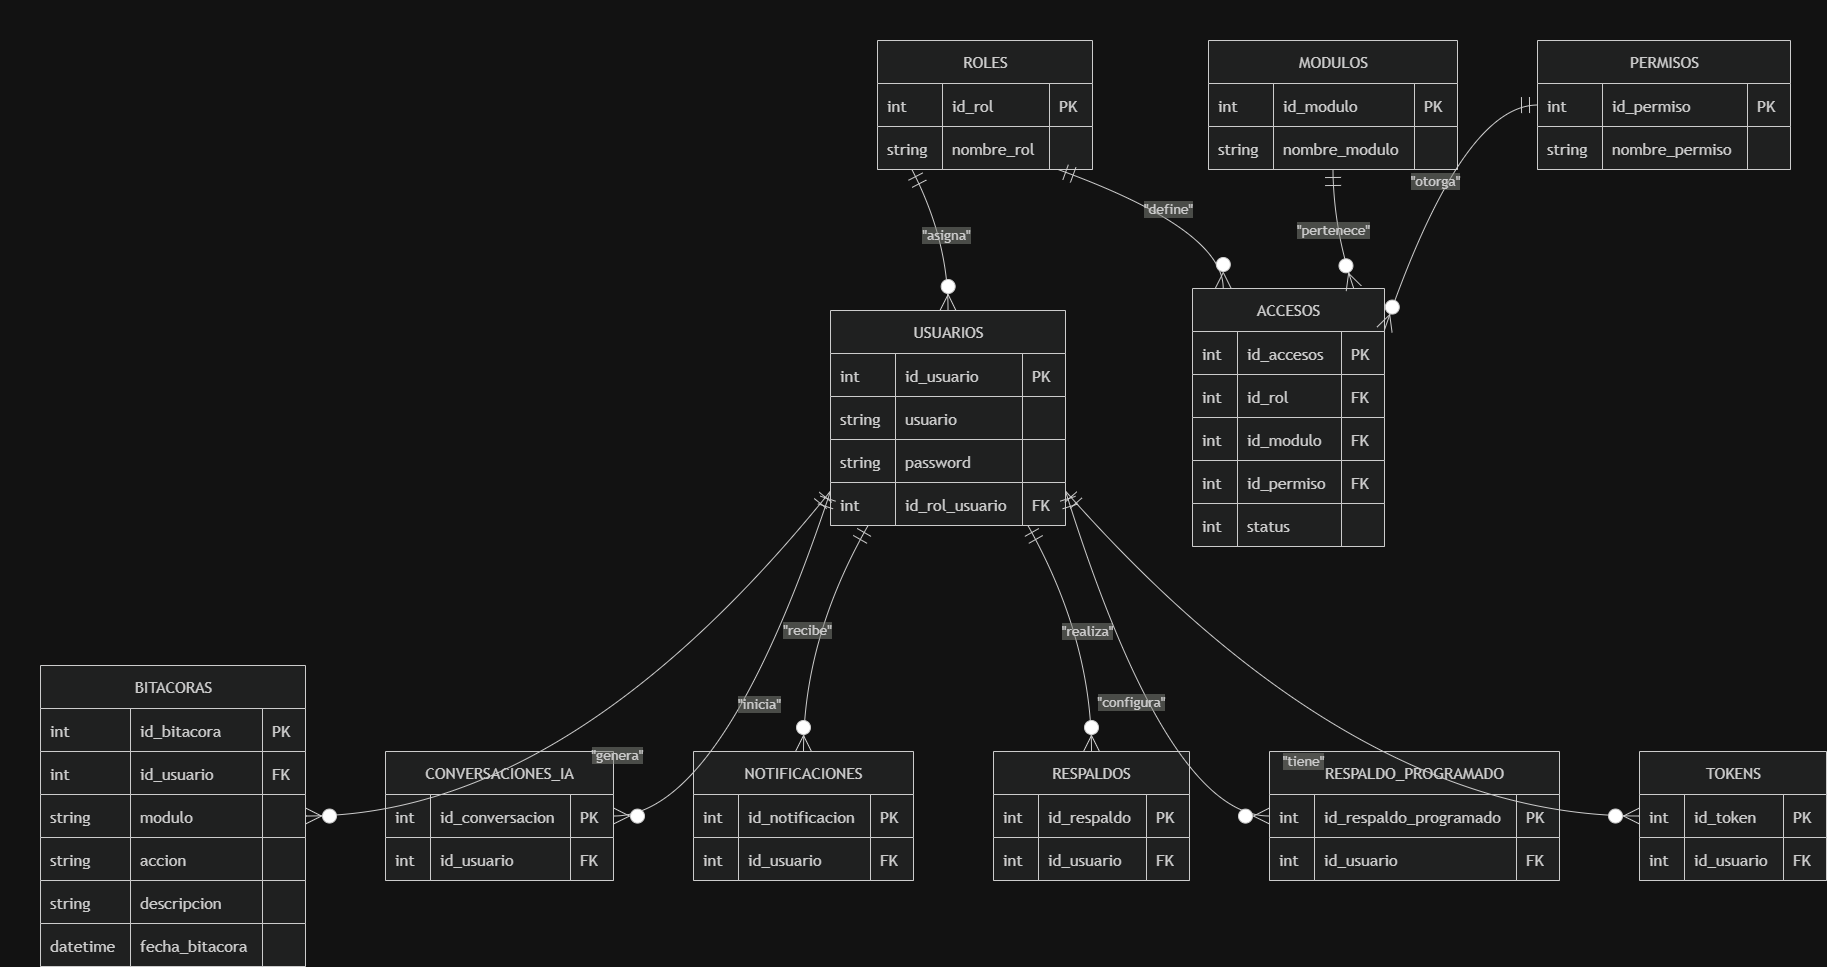 ROLES
int id_rol PK
string nombre_rol
MODULOS
int id_modulo PK
string nombre_modulo
PERMISOS
int id_permiso PK
string nombre_permiso
"otorga"
"define"
"pertenece"
"asigna"
USUARIOS
int id_usuario PK
string usuario
string password
int id_rol_usuario FK
ACCESOS
int id_accesos PK
int id_rol FK
int id_modulo FK
int id_permiso FK
int status
"recibe"
"realiza"
"inicia"
"configura"
"genera"
"tiene"
BITACORAS
int id_bitacora PK
int id_usuario FK
string modulo
string accion
string descripcion
datetime fecha_bitacora
CONVERSACIONES_IA
int id_conversacion PK
int id_usuario FK
NOTIFICACIONES
int id_notificacion PK
int id_usuario FK
RESPALDOS
int id_respaldo PK
int id_usuario FK
RESPALDO_PROGRAMADO
int id_respaldo_programado PK
int id_usuario FK
TOKENS
int id_token PK
int id_usuario FK